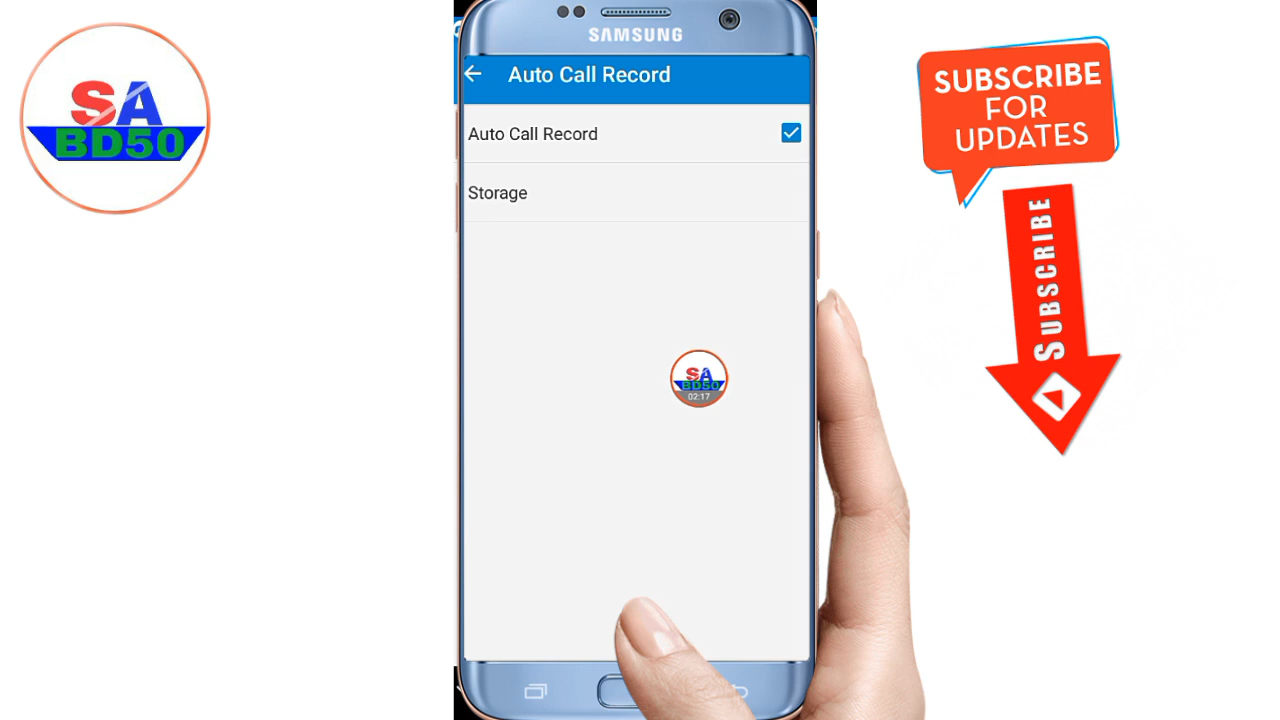 SA
BD50
SAMSUNG
Auto Call Record
Auto Call Record
Storage
SA
BD50
02:17
SUBSCRIBE
FOR
UPDATES
SUBSCRIBE